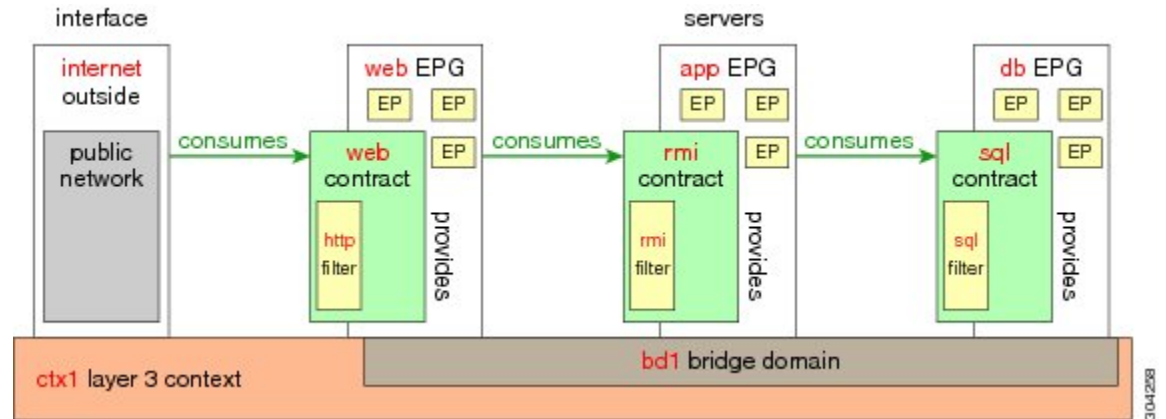 interface
servers
internet
outside
public
network
consumes
web EPG
EP
EP
EP
web
contract
http
filter
provides
consumes
app EPG
EP
EP
EP
rmi
contract
rmi
filter
provides
consumes
db EPG
EP
EP
EP
sql
contract
sql
filter
provides
bd1 bridge domain
ctx1 layer 3 context
304258